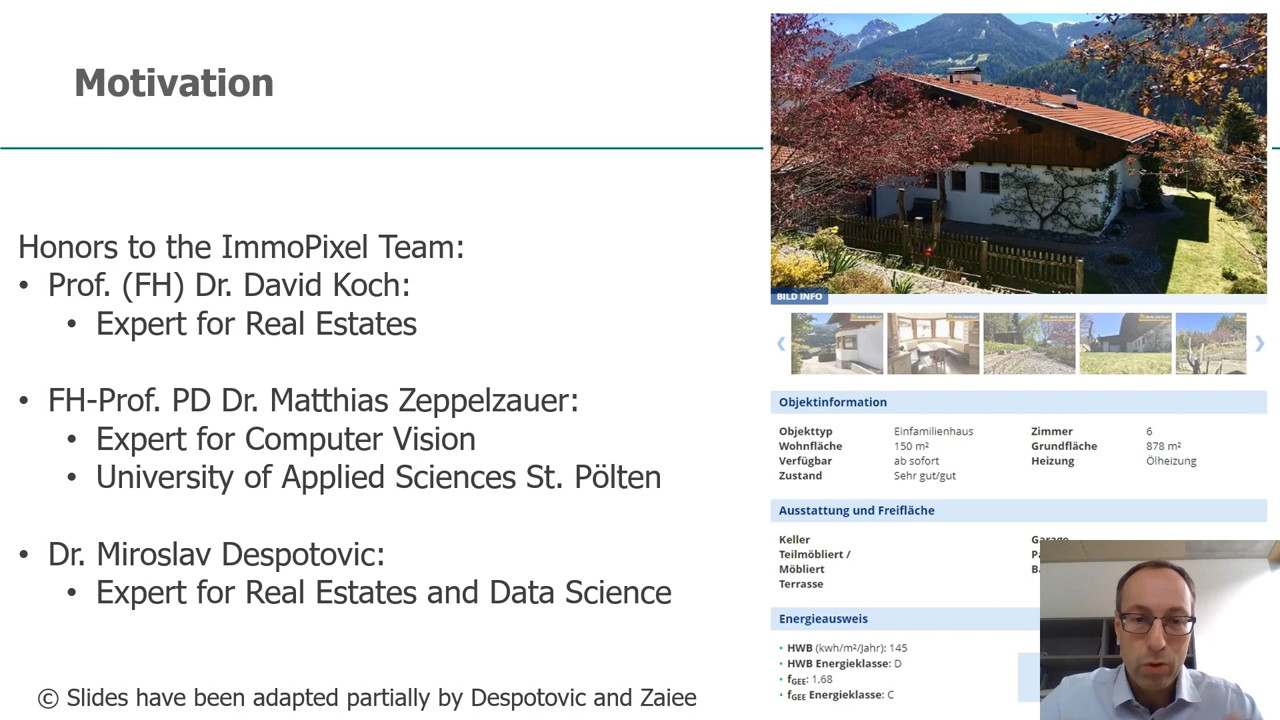 Motivation
Honors to the ImmoPixel Team:
• Prof. (FH) Dr. David Koch:
• Expert for Real Estates
• FH-Prof. PD Dr. Matthias Zeppelzauer:
• Expert for Computer Vision
• University of Applied Sciences St. Pölten
• Dr. Miroslav Despotovic:
• Expert for Real Estates and Data Science
© Slides have been adapted partially by Despotovic and Zaiee
BILD INFO
Objektinformation
Objekttyp Einfamilienhaus Zimmer 6
Wohnfläche 150 m² Grundfläche 878 m²
Verfügbar ab sofort Heizung Ölheizung
Zustand Sehr gut/gut
Ausstattung und Freifläche
Keller
Teilmöbliert /
Möbliert
Terrasse
Energieausweis
• HWB (kwh/m²/Jahr): 145
• HWB Energieklasse: D
• fGEE: 1,68
• fGEE Energieklasse: C